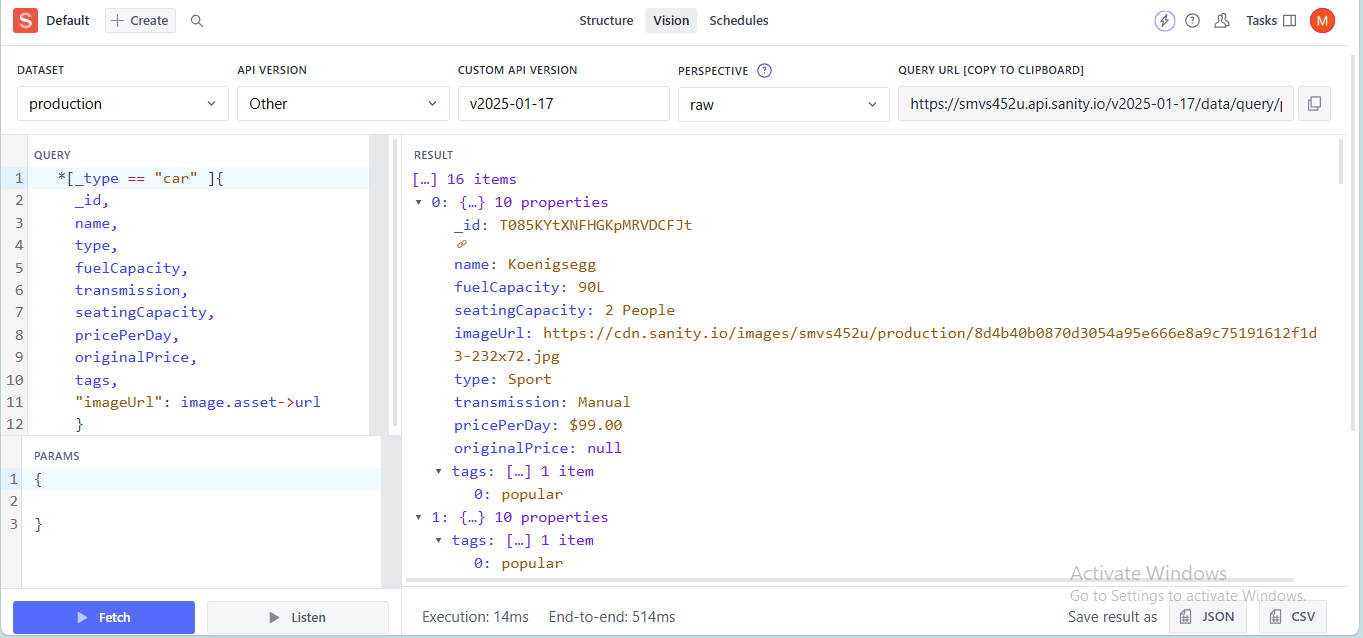 S Default + Create Structure Vision Schedules Tasks M
DATASET API VERSION CUSTOM API VERSION PERSPECTIVE ? QUERY URL [COPY TO CLIPBOARD]
production Other v2025-01-17 raw https://smvs452u.api.sanity.io/v2025-01-17/data/query/
QUERY
1 *[_type == "car" ]{
2 _id,
3 name,
4 type,
5 fuelCapacity,
6 transmission,
7 seatingCapacity,
8 pricePerDay,
9 originalPrice,
10 tags,
11 "imageUrl": image.asset->url
12 }
PARAMS
1 {
2
3 }
Fetch Listen
RESULT
[…] 16 items
0: {…} 10 properties
_id: T085KYtXNFHGKpMRVDCFJt
name: Koenigsegg
fuelCapacity: 90L
seatingCapacity: 2 People
imageUrl: https://cdn.sanity.io/images/smvs452u/production/8d4b40b0870d3054a95e666e8a9c75191612f1d
3-232x72.jpg
type: Sport
transmission: Manual
pricePerDay: $99.00
originalPrice: null
tags: […] 1 item
0: popular
1: {…} 10 properties
tags: […] 1 item
0: popular
Activate Windows
Go to Settings to activate Windows.
Execution: 14ms End-to-end: 514ms Save result as JSON CSV